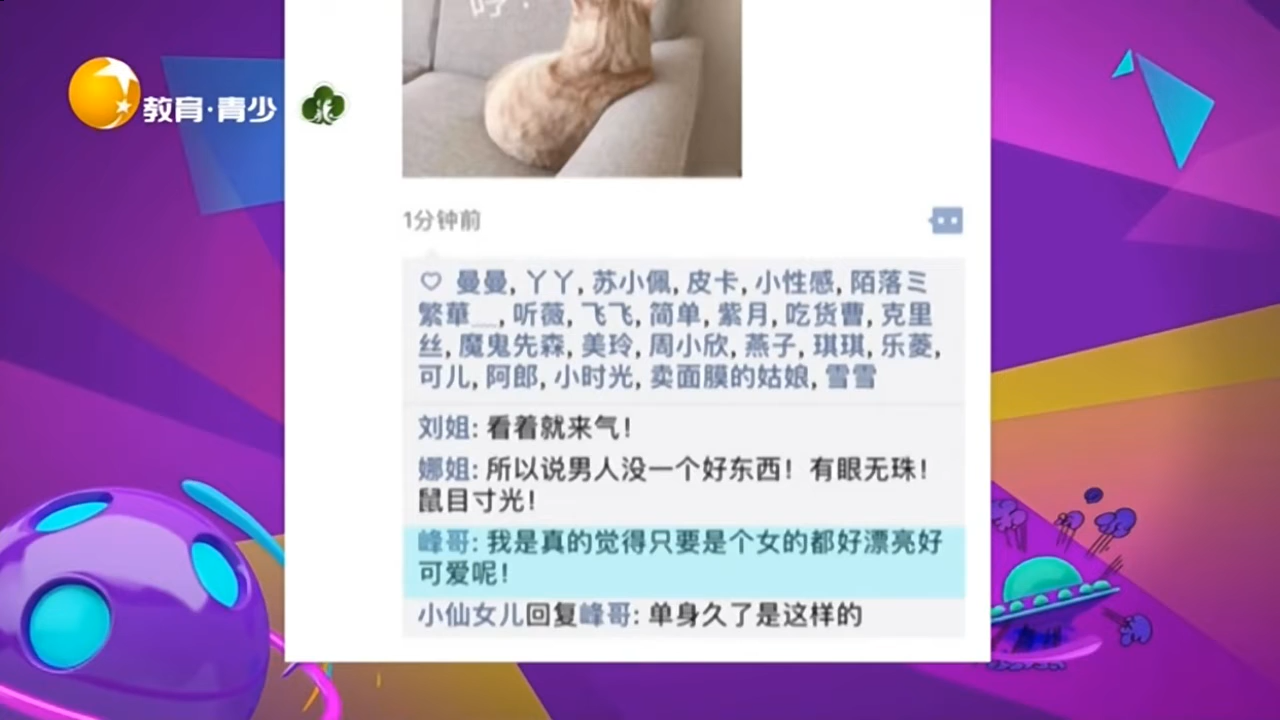 教育·青少
哼
1分钟前
曼曼, 丫丫, 苏小佩, 皮卡, 小性感, 陌落ミ
繁華__, 听薇, 飞飞, 简单, 紫月, 吃货曹, 克里
丝, 魔鬼先森, 美玲, 周小欣, 燕子, 琪琪, 乐菱,
可儿, 阿郎, 小时光, 卖面膜的姑娘, 雪雪
刘姐: 看着就来气!
娜姐: 所以说男人没一个好东西! 有眼无珠!
鼠目寸光!
峰哥: 我是真的觉得只要是个女的都好漂亮好
可爱呢!
小仙女儿回复峰哥: 单身久了是这样的